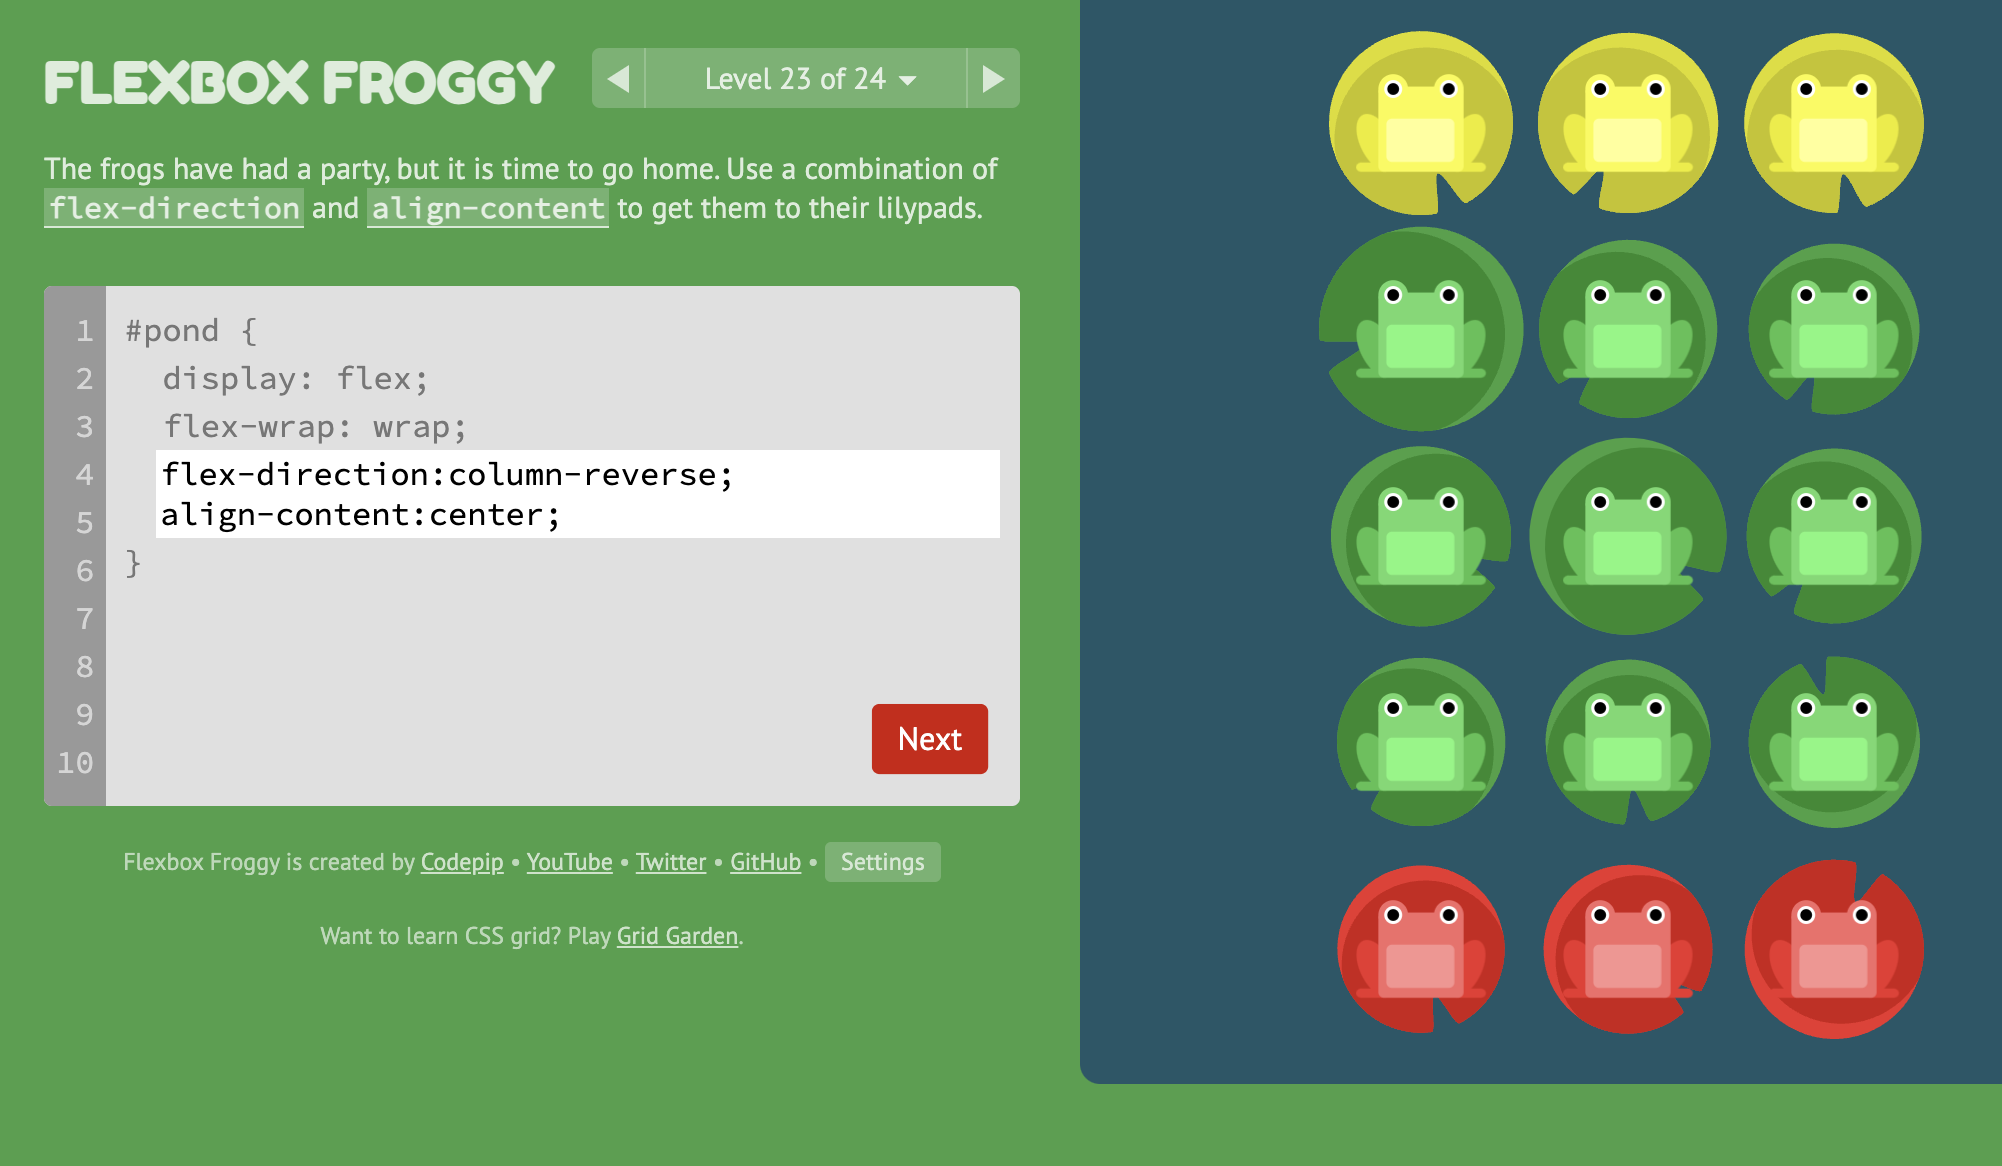 FLEXBOX FROGGY
Level 23 of 24
The frogs have had a party, but it is time to go home. Use a combination of
flex-direction and align-content to get them to their lilypads.
1 #pond {
2 display: flex;
3 flex-wrap: wrap;
4 flex-direction:column-reverse;
5 align-content:center;
6 }
7
8
9
10
Next
Flexbox Froggy is created by Codepip • YouTube • Twitter • GitHub • Settings
Want to learn CSS grid? Play Grid Garden.